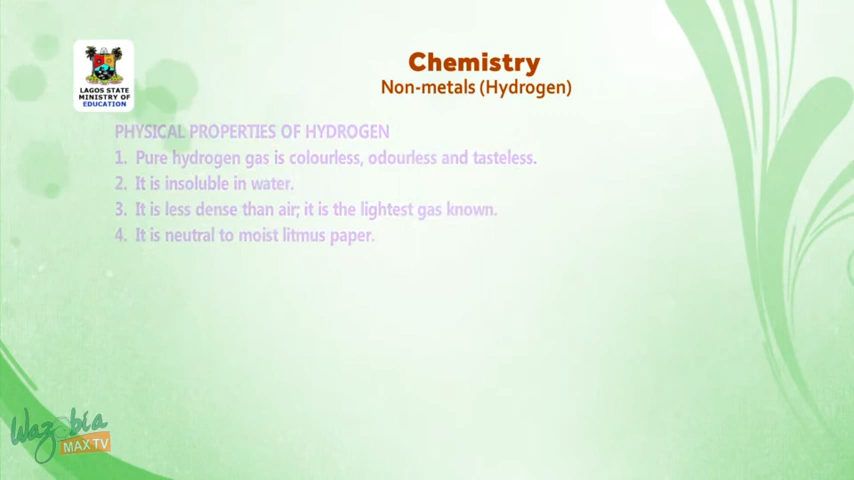 Chemistry
Non-metals (Hydrogen)
LAGOS STATE
MINISTRY OF
EDUCATION
PHYSICAL PROPERTIES OF HYDROGEN
1. Pure hydrogen gas is colourless, odourless and tasteless.
2. It is insoluble in water.
3. It is less dense than air; it is the lightest gas known.
4. It is neutral to moist litmus paper.
Wazobia
MAX TV